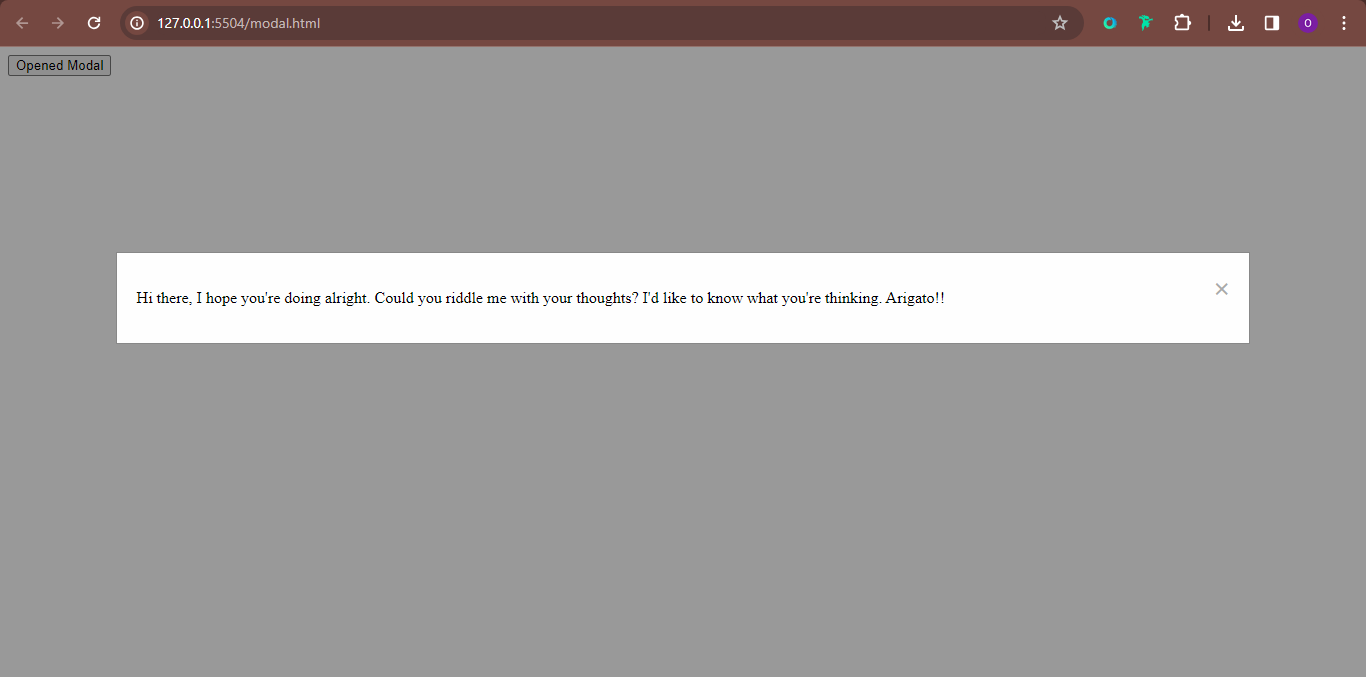 127.0.0.1:5504/modal.html
O
Opened Modal
Hi there, I hope you're doing alright. Could you riddle me with your thoughts? I'd like to know what you're thinking. Arigato!!